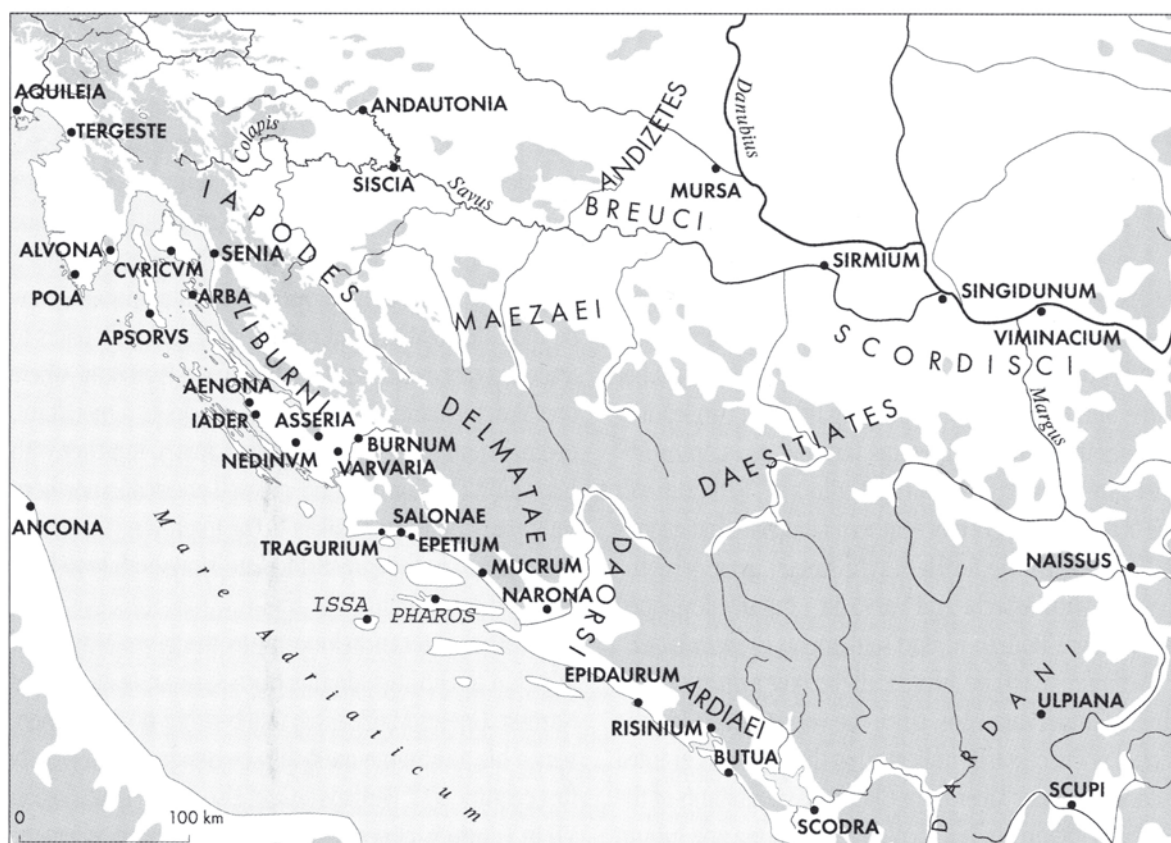 AQUILEIA
TERGESTE
ANDAUTONIA
Colapis
SISCIA
Savus
ANDIZETES
Danubius
MURSA
BREUCI
IAPODES
ALVONA
CVRICVM
SENIA
SIRMIUM
POLA
ARBA
APSORVS
MAEZAEI
SINGIDUNUM
VIMINACIUM
SCORDISCI
LIBURNI
AENONA
IADER
ASSERIA
BURNUM
NEDINVM
VARVARIA
DELMATAE
DAESITIATES
Margus
ANCONA
Mare Adriaticum
SALONAE
TRAGURIUM
EPETIUM
MUCRUM
NARONA
DAORSI
NAISSUS
ISSA
PHAROS
EPIDAURUM
ARDIAEI
RISINIUM
BUTUA
DARDANI
ULPIANA
SCUPI
SCODRA
0 100 km